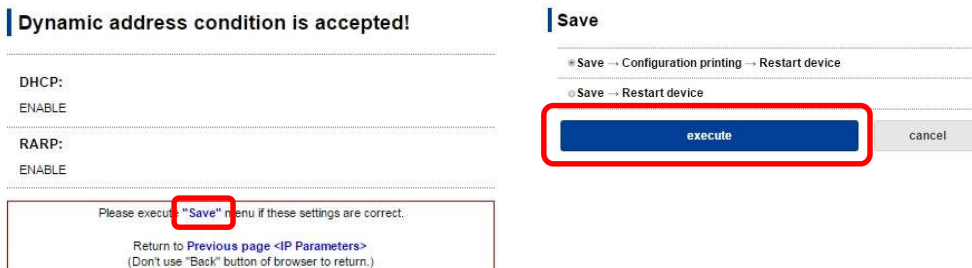 Dynamic address condition is accepted!
DHCP:
ENABLE
RARP:
ENABLE
Please execute "Save" menu if these settings are correct.
Return to Previous page <IP Parameters>
(Don't use "Back" button of browser to return.)
Save
Save → Configuration printing → Restart device
Save → Restart device
execute
cancel